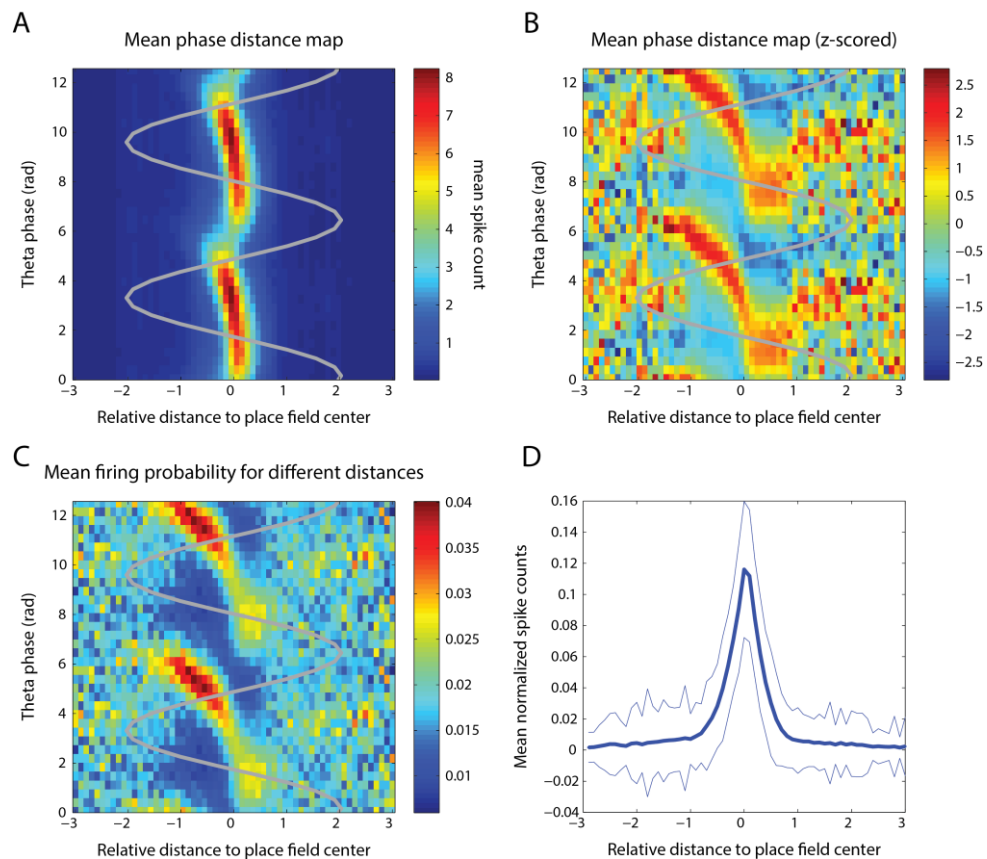 A
Mean phase distance map
12
10
8
6
4
2
0
Theta phase (rad)
−3 −2 −1 0 1 2 3
Relative distance to place field center
8
7
6
5
4
3
2
1
mean spike count
B
Mean phase distance map (z-scored)
12
10
8
6
4
2
0
Theta phase (rad)
−3 −2 −1 0 1 2 3
Relative distance to place field center
2.5
2
1.5
1
0.5
0
−0.5
−1
−1.5
−2
−2.5
C
Mean firing probability for different distances
12
10
8
6
4
2
0
Theta phase (rad)
−3 −2 −1 0 1 2 3
Relative distance to place field center
0.04
0.035
0.030
0.025
0.02
0.015
0.01
D
0.16
0.14
0.12
0.1
0.08
0.06
0.04
0.02
0
−0.02
−0.04
Mean normalized spike counts
−3 −2 −1 0 1 2 3
Relative distance to place field center